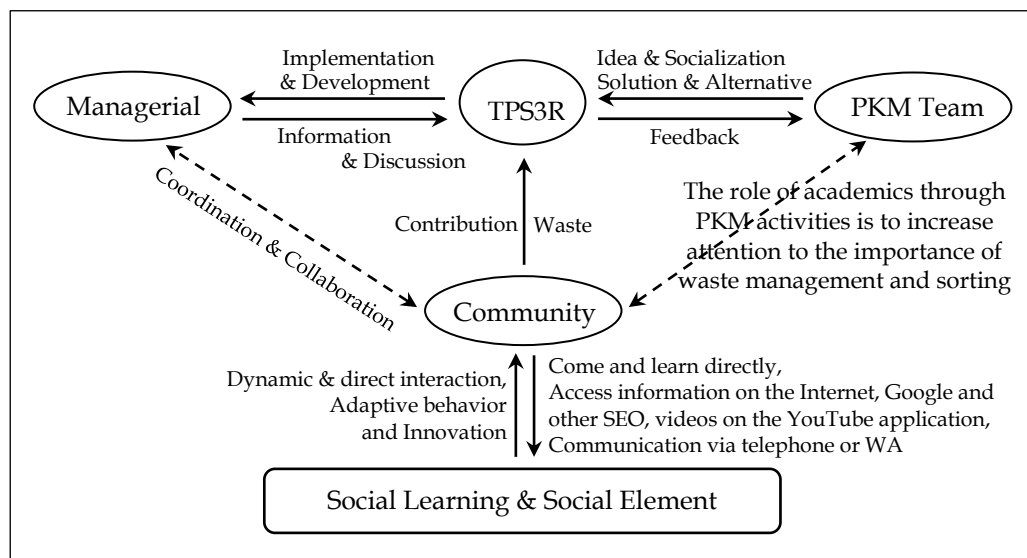 Implementation
& Development
Idea & Socialization
Solution & Alternative
Managerial
TPS3R
PKM Team
Information
& Discussion
Feedback
Coordination & Collaboration
Contribution
Waste
The role of academics through
PKM activities is to increase
attention to the importance of
waste management and sorting
Community
Dynamic & direct interaction,
Adaptive behavior
and Innovation
Come and learn directly,
Access information on the Internet, Google and
other SEO, videos on the YouTube application,
Communication via telephone or WA
Social Learning & Social Element